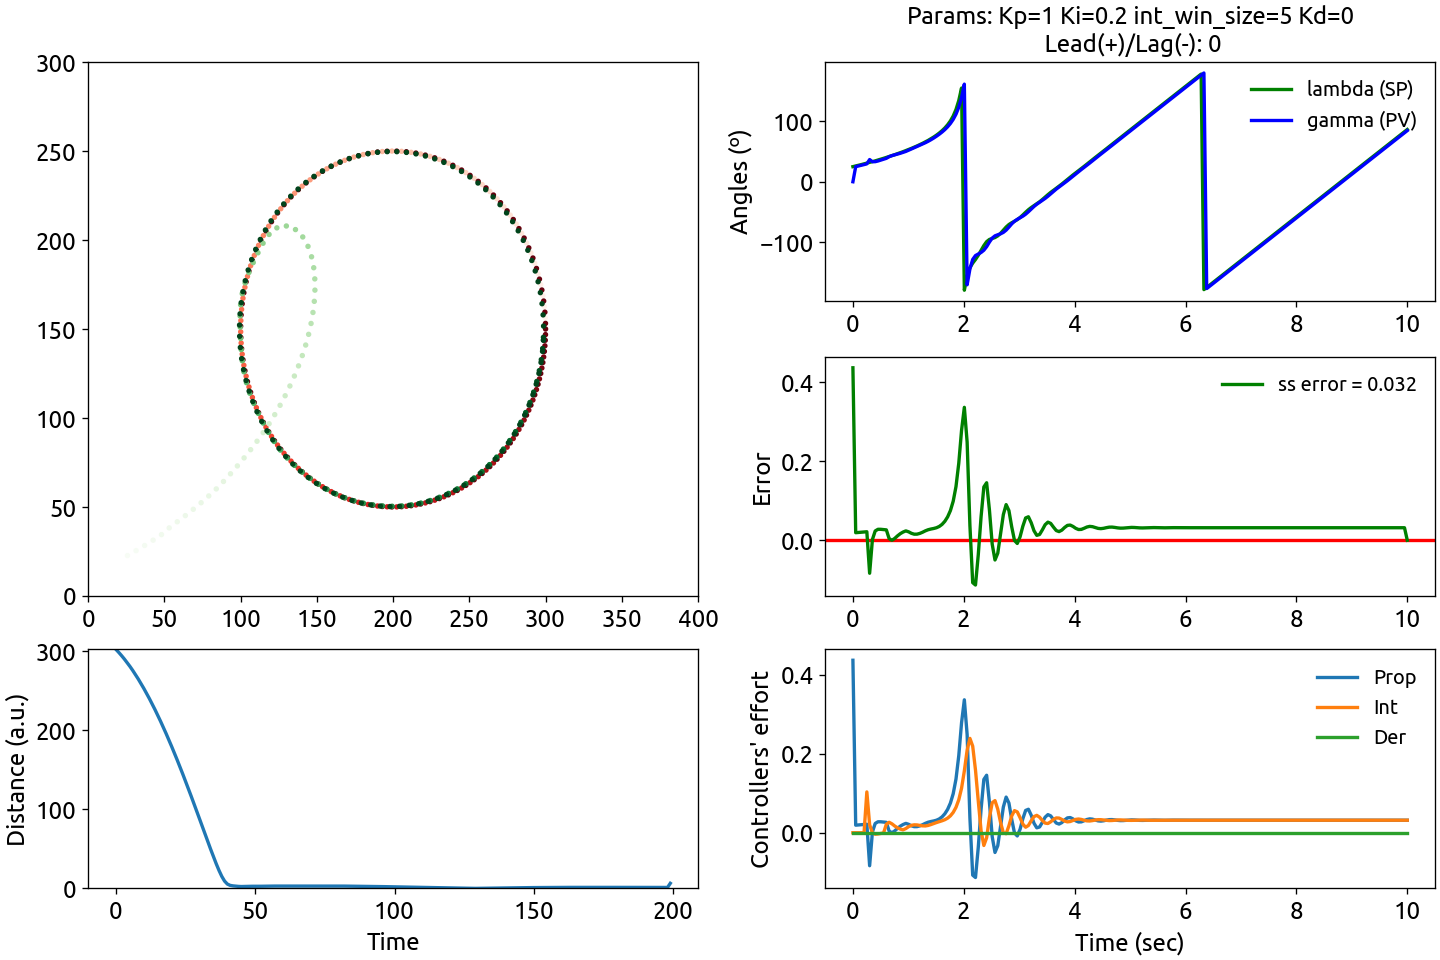 Params: Kp=1 Ki=0.2 int_win_size=5 Kd=0
Lead(+)/Lag(-): 0
300
250
200
150
100
50
0
0 50 100 150 200 250 300 350 400
Angles (º)
100
0
−100
lambda (SP)
gamma (PV)
0 2 4 6 8 10
Error
0.4
0.2
0.0
ss error = 0.032
0 2 4 6 8 10
Distance (a.u.)
300
200
100
0
0 50 100 150 200
Time
Controllers' effort
0.4
0.2
0.0
Prop
Int
Der
0 2 4 6 8 10
Time (sec)